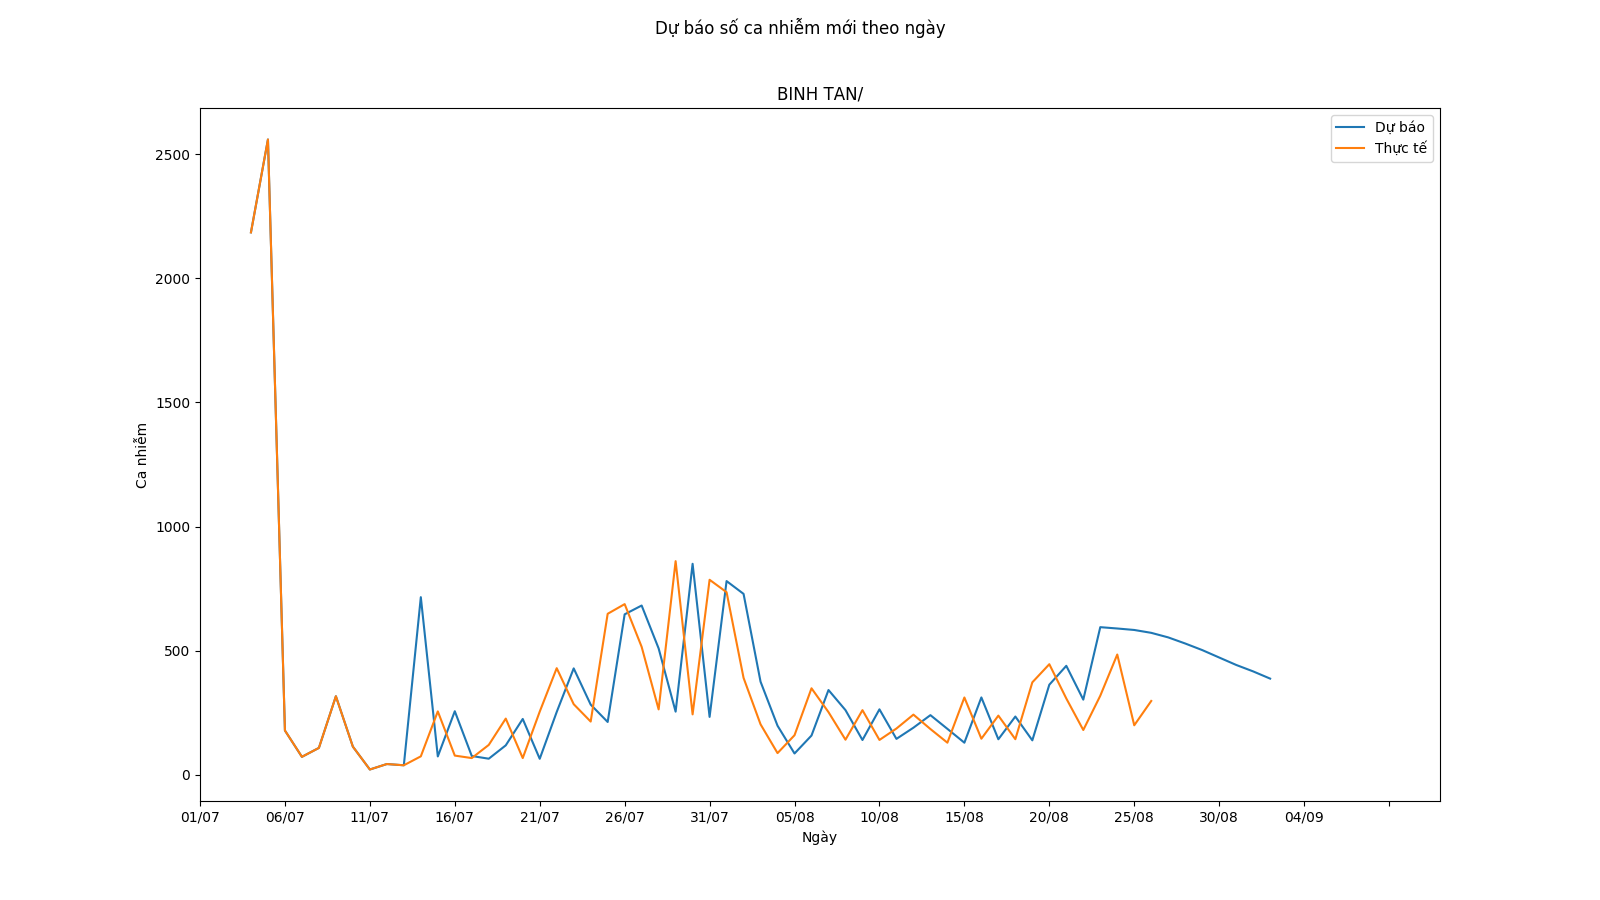 Dự báo số ca nhiễm mới theo ngày
BINH TAN/
Dự báo
Thực tế
2500
2000
1500
1000
500
0
Ca nhiễm
01/07 06/07 11/07 16/07 21/07 26/07 31/07 05/08 10/08 15/08 20/08 25/08 30/08 04/09
Ngày